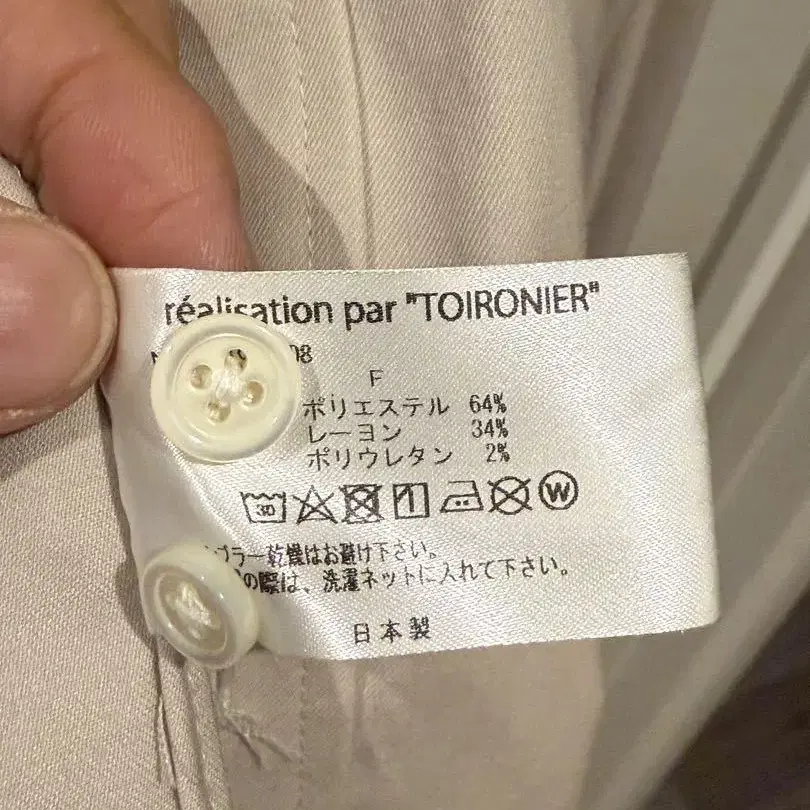 réalisation par "TOIRONIER"
08
F
ポリエステル 64%
レーヨン 34%
ポリウレタン 2%
30 W
ブラー乾燥はお避け下さい。
の際は、洗濯ネットに入れて下さい。
日本製